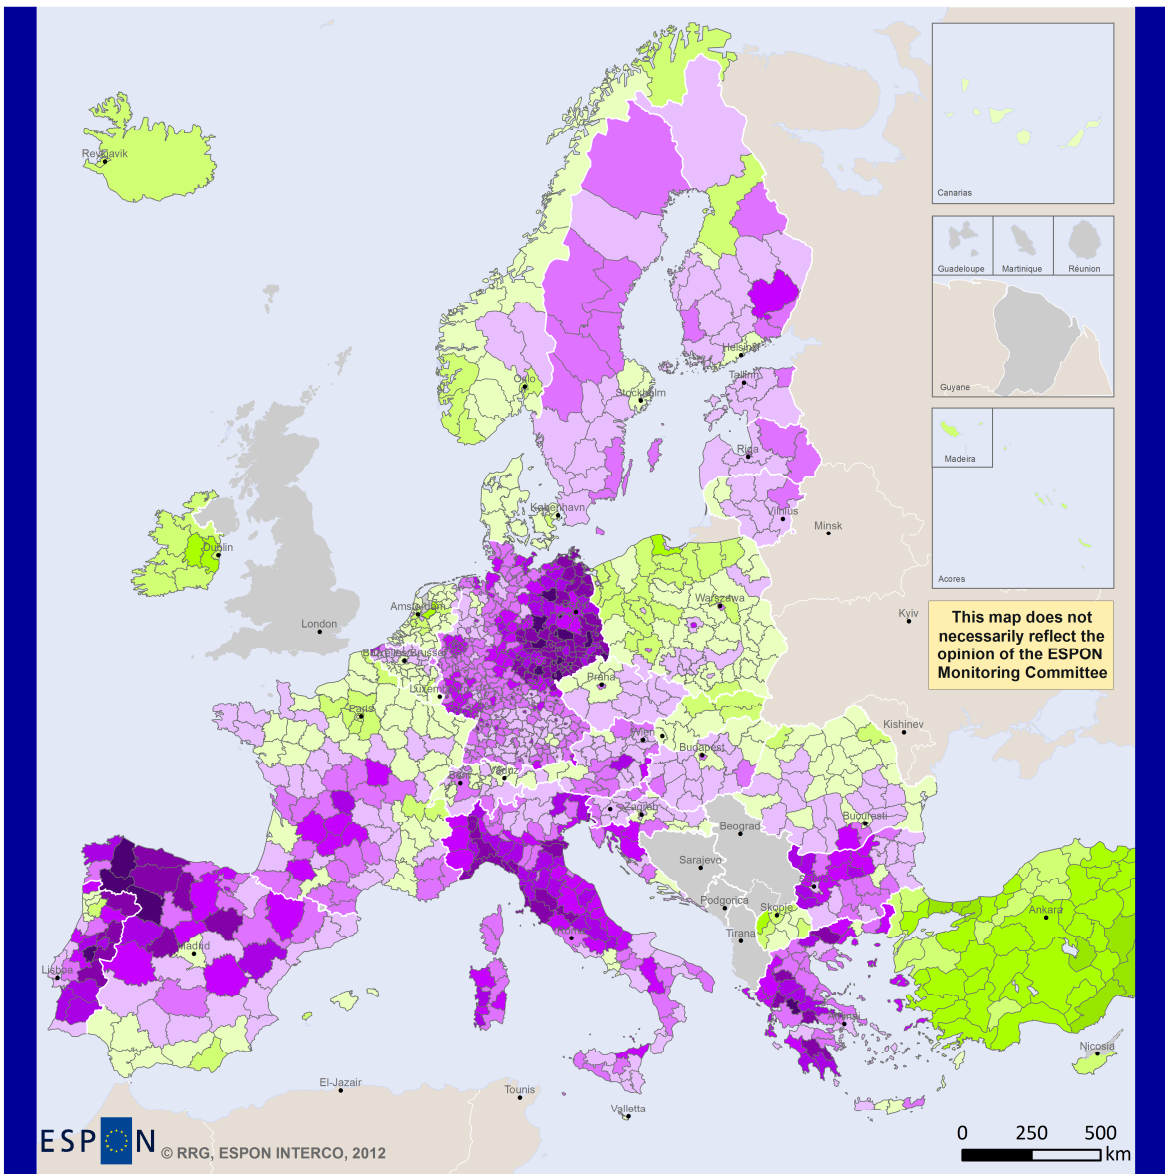 Reykjavik
Canarias
Guadeloupe
Martinique
Réunion
Guyane
Madeira
Acores
Helsinki
Tallinn
Oslo
Stockholm
Riga
København
Vilnius
Minsk
Dublin
Amsterdam
Warszawa
London
Kyiv
This map does not
necessarily reflect the
opinion of the ESPON
Monitoring Committee
Praha
Paris
Kishinev
Wien
Budapest
Bern
Vaduz
Zagreb
Bucuresti
Beograd
Sarajevo
Podgorica
Skopje
Ankara
Tirana
Madrid
Lisboa
Nicosia
El-Jazair
Tounis
Valletta
ESPON
© RRG, ESPON INTERCO, 2012
0 250 500
km